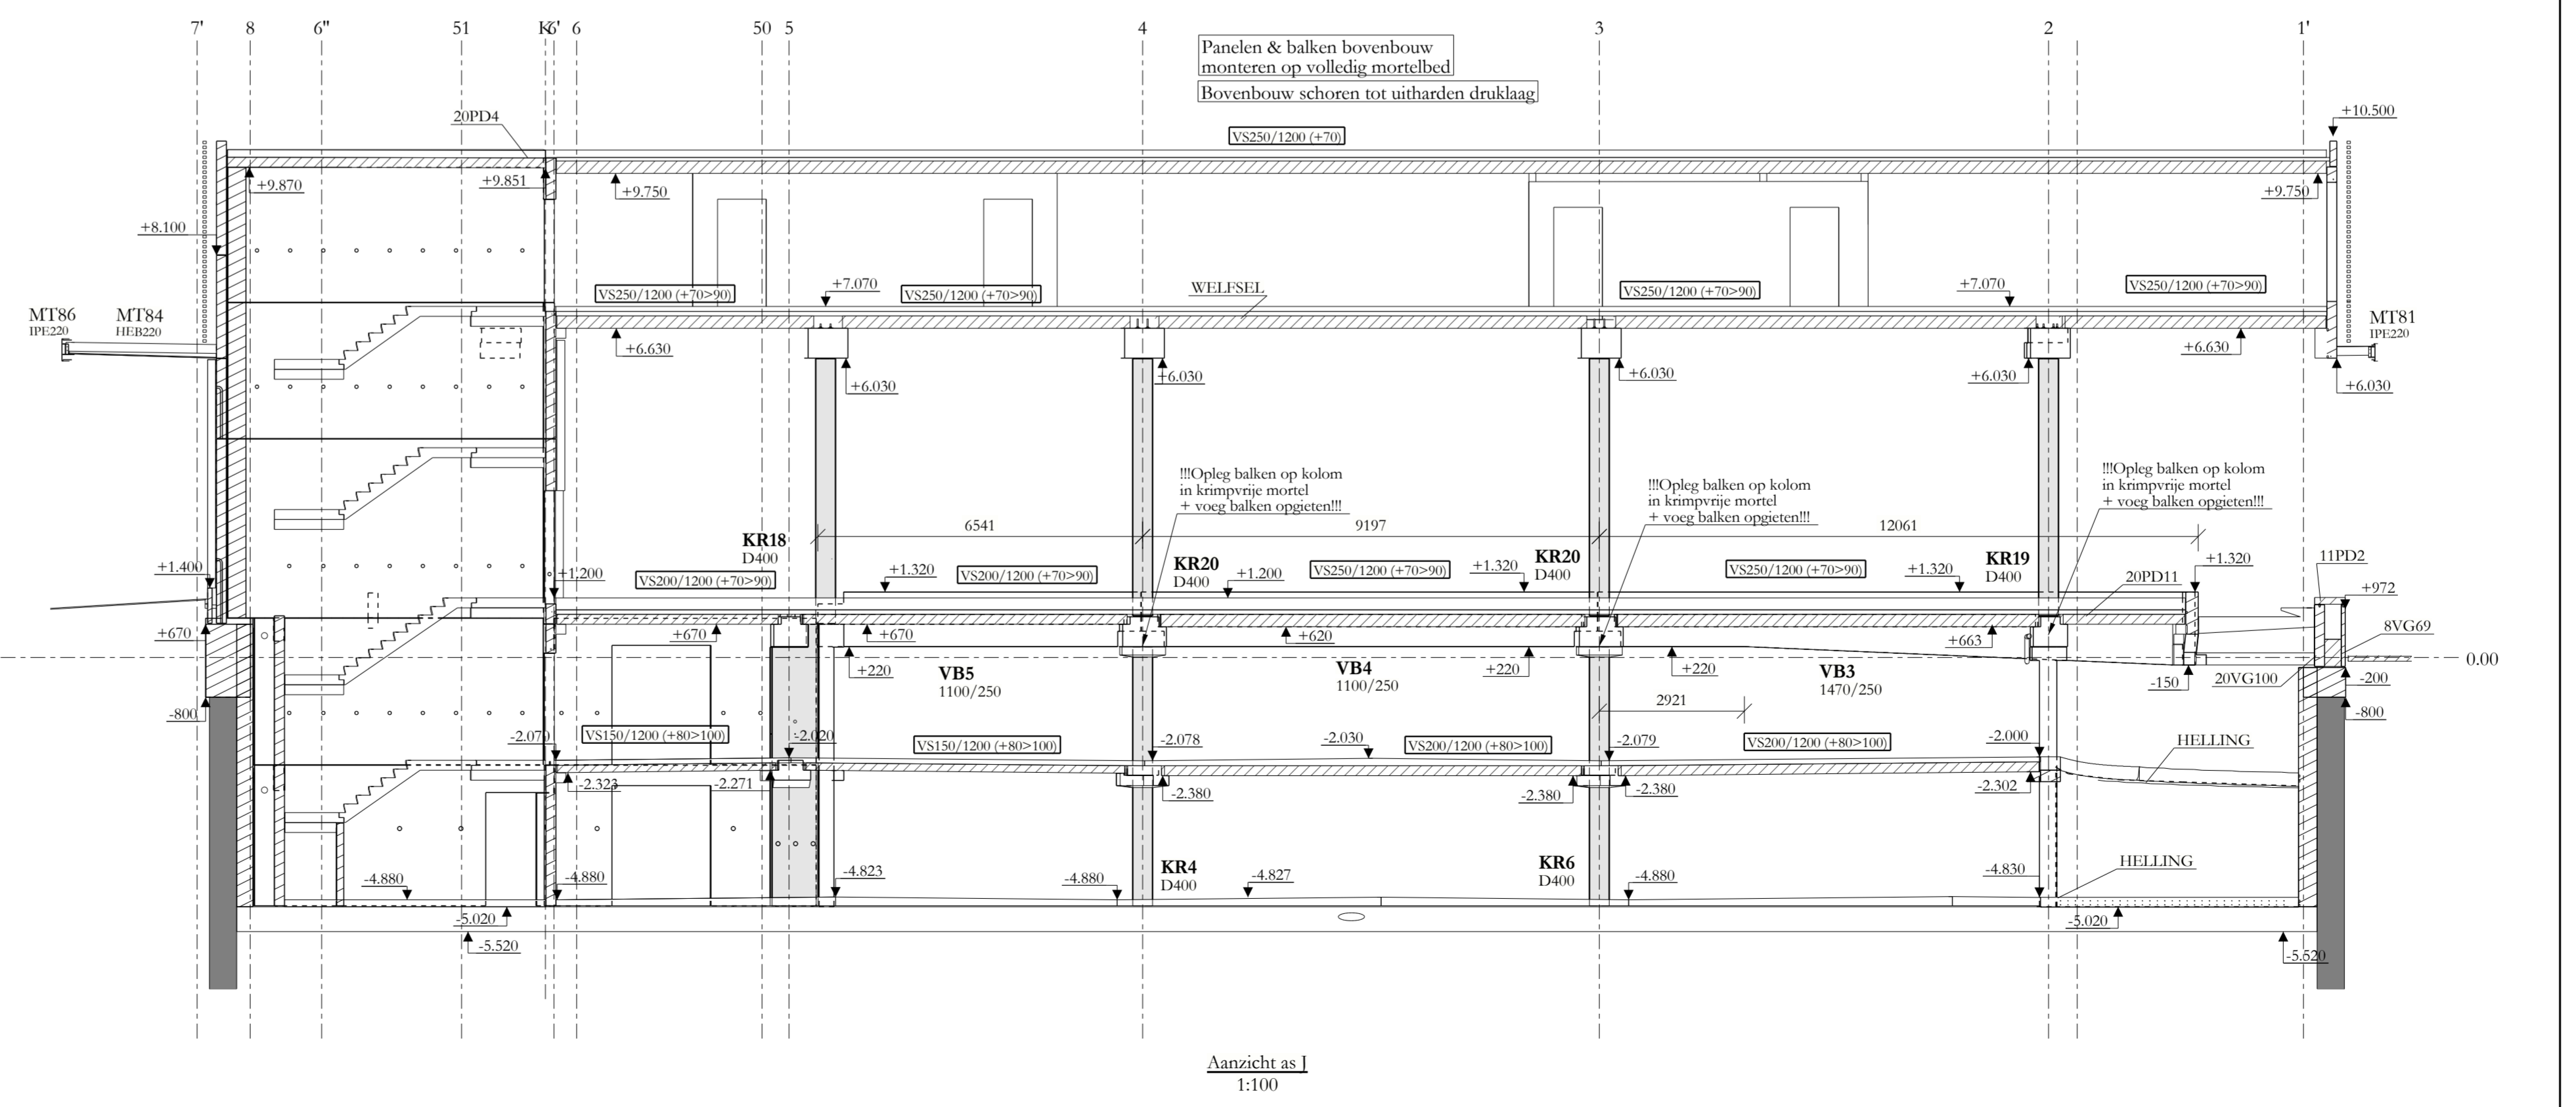 7'
8
6"
51
K
6'
6
50
5
4
3
2
1'
Panelen & balken bovenbouw
monteren op volledig mortelbed
Bovenbouw schoren tot uitharden druklaag
20PD4
VS250/1200 (+70)
+10.500
+9.870
+9.851
+9.750
+9.750
+8.100
VS250/1200 (+70>90)
+7.070
VS250/1200 (+70>90)
WELFSEL
VS250/1200 (+70>90)
+7.070
VS250/1200 (+70>90)
MT86
IPE220
MT84
HEB220
MT81
IPE220
+6.630
+6.630
+6.030
+6.030
+6.030
+6.030
+6.030
!!!Opleg balken op kolom
in krimpvrije mortel
+ voeg balken opgieten!!!
!!!Opleg balken op kolom
in krimpvrije mortel
+ voeg balken opgieten!!!
!!!Opleg balken op kolom
in krimpvrije mortel
+ voeg balken opgieten!!!
6541
9197
12061
KR18
D400
KR20
D400
KR20
D400
KR19
D400
+1.400
+1.200
VS200/1200 (+70>90)
+1.320
VS200/1200 (+70>90)
+1.200
VS250/1200 (+70>90)
+1.320
VS250/1200 (+70>90)
+1.320
20PD11
+1.320
11PD2
+972
8VG69
+670
+670
+670
+620
+663
0.00
+220
VB5
1100/250
VB4
1100/250
+220
+220
VB3
1470/250
-150
20VG100
-200
-800
-800
2921
-2.070
VS150/1200 (+80>100)
-2.020
VS150/1200 (+80>100)
-2.078
-2.030
VS200/1200 (+80>100)
-2.079
VS200/1200 (+80>100)
-2.000
HELLING
-2.323
-2.271
-2.380
-2.380
-2.380
-2.302
-4.880
-4.880
-4.823
-4.880
KR4
D400
-4.827
KR6
D400
-4.880
-4.830
HELLING
-5.020
-5.020
-5.520
-5.520
Aanzicht as J
1:100